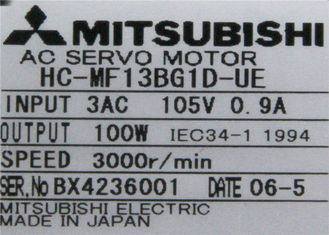 MITSUBISHI
AC SERVO MOTOR
HC-MF13BG1D-UE
INPUT 3AC 105V 0.9A
OUTPUT 100W IEC34-1 1994
SPEED 3000r/min
SER.No BX4236001 DATE 06-5
MITSUBISHI ELECTRIC
MADE IN JAPAN